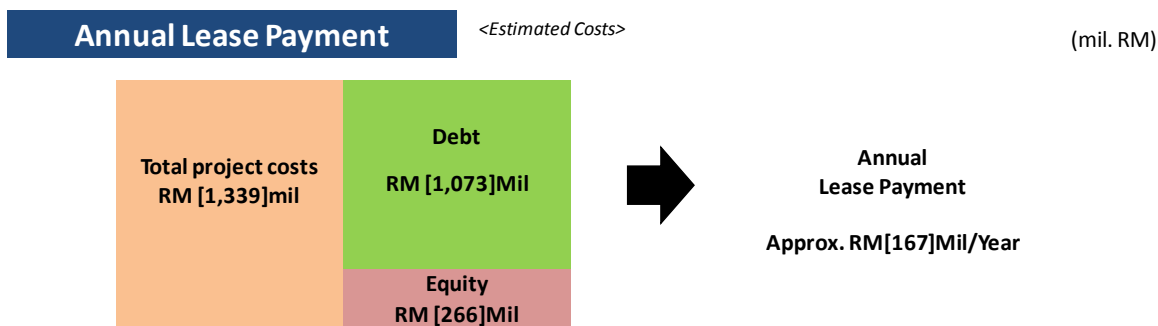 Annual Lease Payment
<Estimated Costs>
(mil. RM)
Total project costs
RM [1,339]mil
Debt
RM [1,073]Mil
Equity
RM [266]Mil
Annual
Lease Payment
Approx. RM[167]Mil/Year